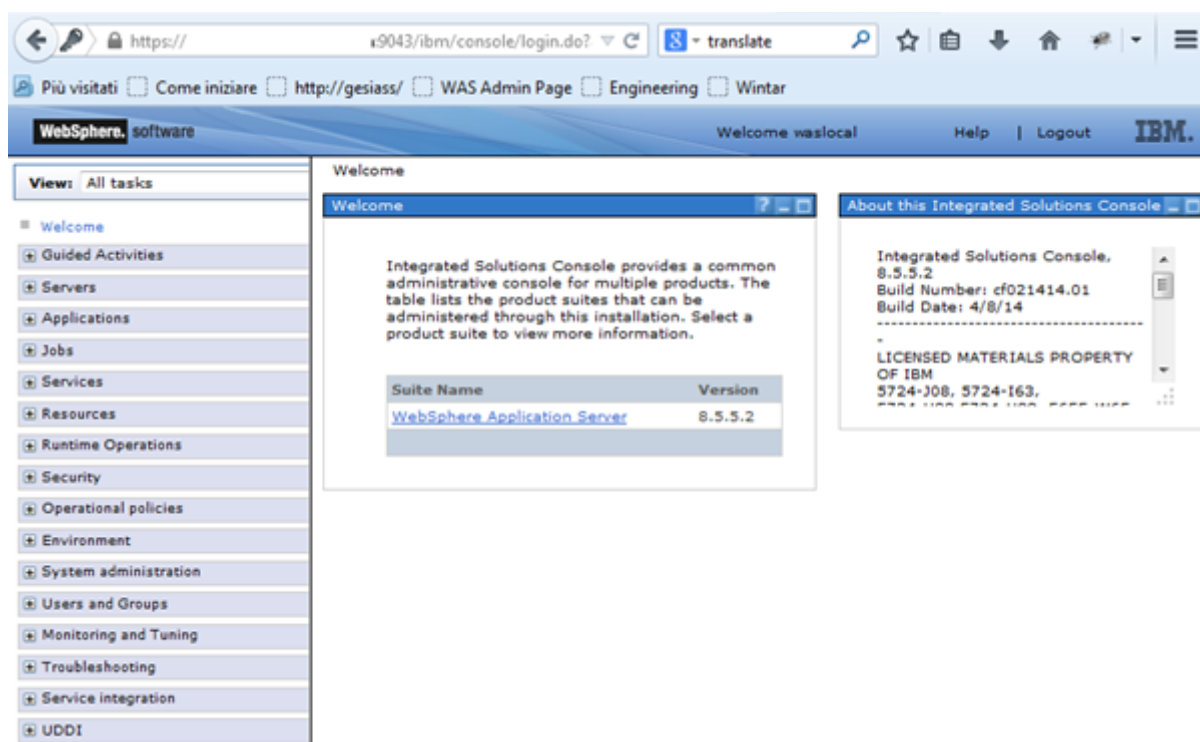 https://
9043/ibm/console/login.do?
translate
Più visitati
Come iniziare
http://gesiass/
WAS Admin Page
Engineering
Wintar
WebSphere. software
Welcome waslocal
Help | Logout
IBM.
View: All tasks
Welcome
Guided Activities
Servers
Applications
Jobs
Services
Resources
Runtime Operations
Security
Operational policies
Environment
System administration
Users and Groups
Monitoring and Tuning
Troubleshooting
Service integration
UDDI
Welcome
Welcome
Integrated Solutions Console provides a common
administrative console for multiple products. The
table lists the product suites that can be
administered through this installation. Select a
product suite to view more information.
Suite Name Version
WebSphere Application Server 8.5.5.2
About this Integrated Solutions Console
Integrated Solutions Console,
8.5.5.2
Build Number: cf021414.01
Build Date: 4/8/14
--------------------------------------
-
LICENSED MATERIALS PROPERTY
OF IBM
5724-J08, 5724-I63,